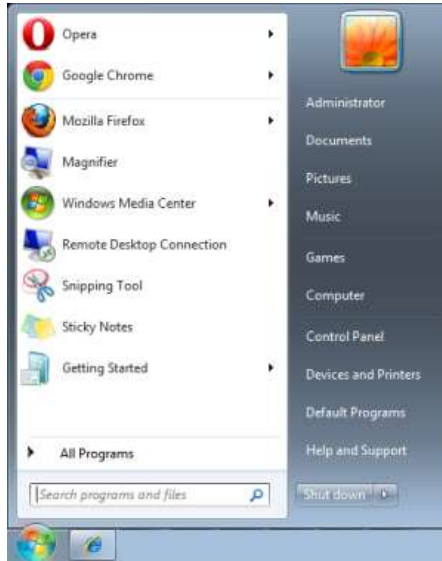 Opera
Google Chrome
Mozilla Firefox
Magnifier
Windows Media Center
Remote Desktop Connection
Snipping Tool
Sticky Notes
Getting Started
All Programs
Search programs and files
Administrator
Documents
Pictures
Music
Games
Computer
Control Panel
Devices and Printers
Default Programs
Help and Support
Shut down